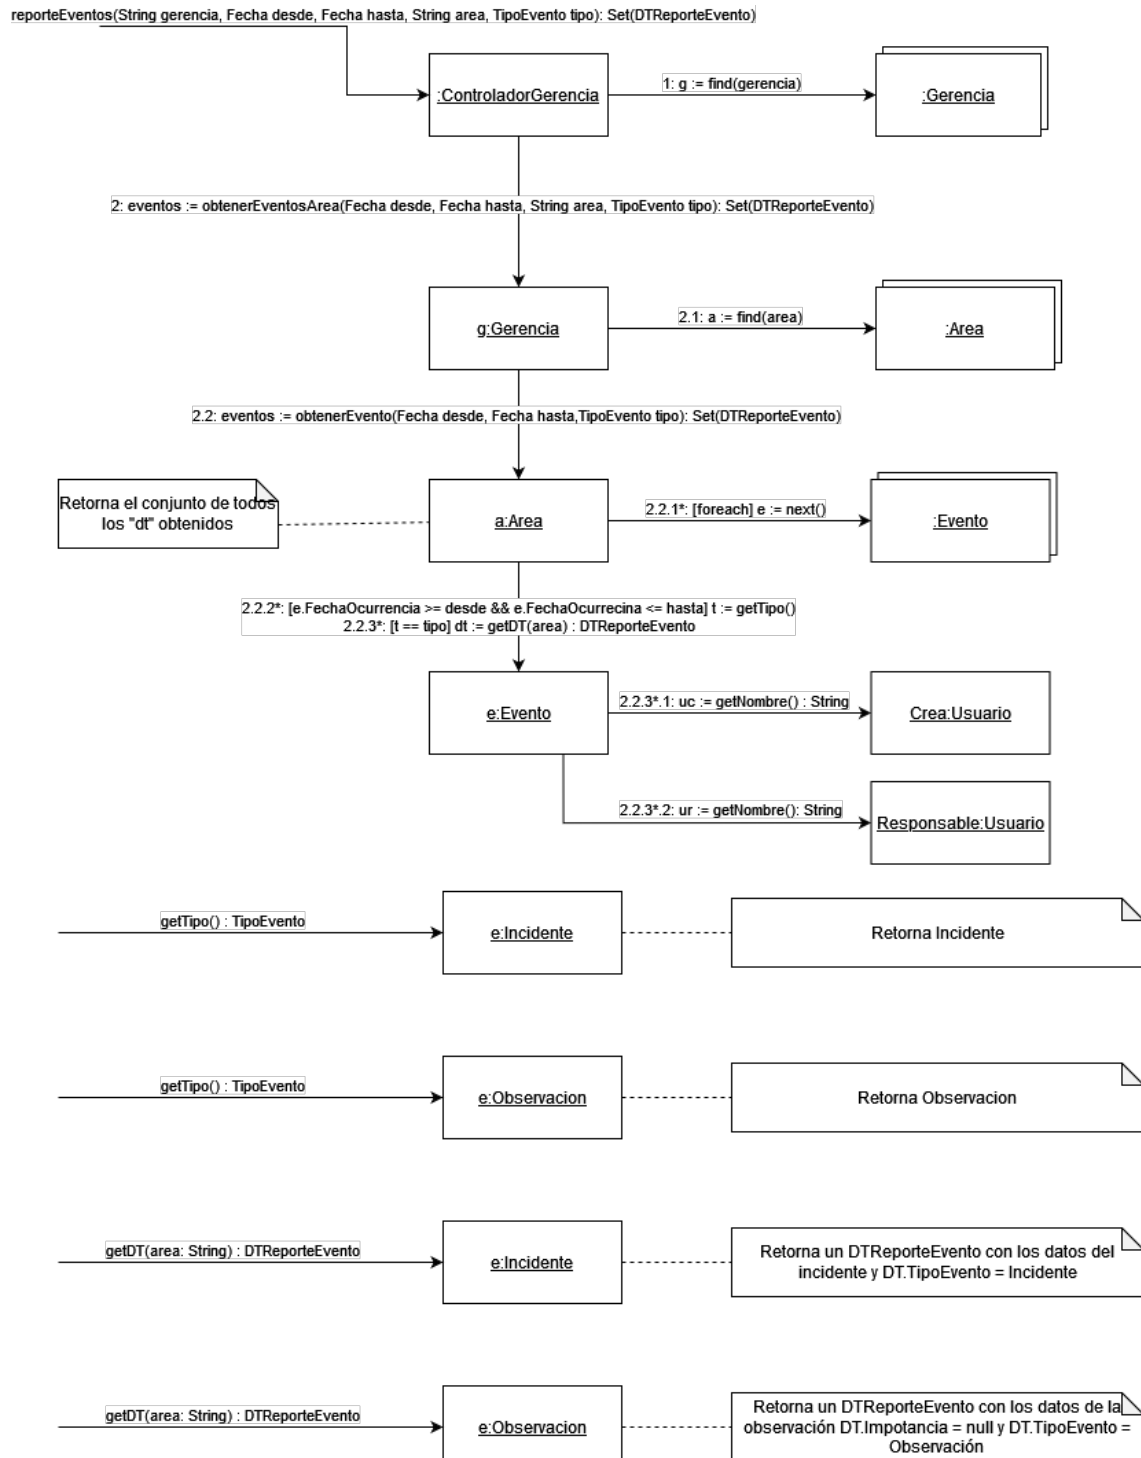 reporteEventos(String gerencia, Fecha desde, Fecha hasta, String area, TipoEvento tipo): Set(DTReporteEvento)
:ControladorGerencia
1: g := find(gerencia)
:Gerencia
2: eventos := obtenerEventosArea(Fecha desde, Fecha hasta, String area, TipoEvento tipo): Set(DTReporteEvento)
g:Gerencia
2.1: a := find(area)
:Area
2.2: eventos := obtenerEvento(Fecha desde, Fecha hasta,TipoEvento tipo): Set(DTReporteEvento)
Retorna el conjunto de todos
los "dt" obtenidos
a:Area
2.2.1*: [foreach] e := next()
:Evento
2.2.2*: [e.FechaOcurrencia >= desde && e.FechaOcurrecina <= hasta] t := getTipo()
2.2.3*: [t == tipo] dt := getDT(area) : DTReporteEvento
e:Evento
2.2.3*.1: uc := getNombre() : String
Crea:Usuario
2.2.3*.2: ur := getNombre(): String
Responsable:Usuario
getTipo() : TipoEvento
e:Incidente
Retorna Incidente
getTipo() : TipoEvento
e:Observacion
Retorna Observacion
getDT(area: String) : DTReporteEvento
e:Incidente
Retorna un DTReporteEvento con los datos del
incidente y DT.TipoEvento = Incidente
getDT(area: String) : DTReporteEvento
e:Observacion
Retorna un DTReporteEvento con los datos de la
observación DT.Impotancia = null y DT.TipoEvento =
Observación